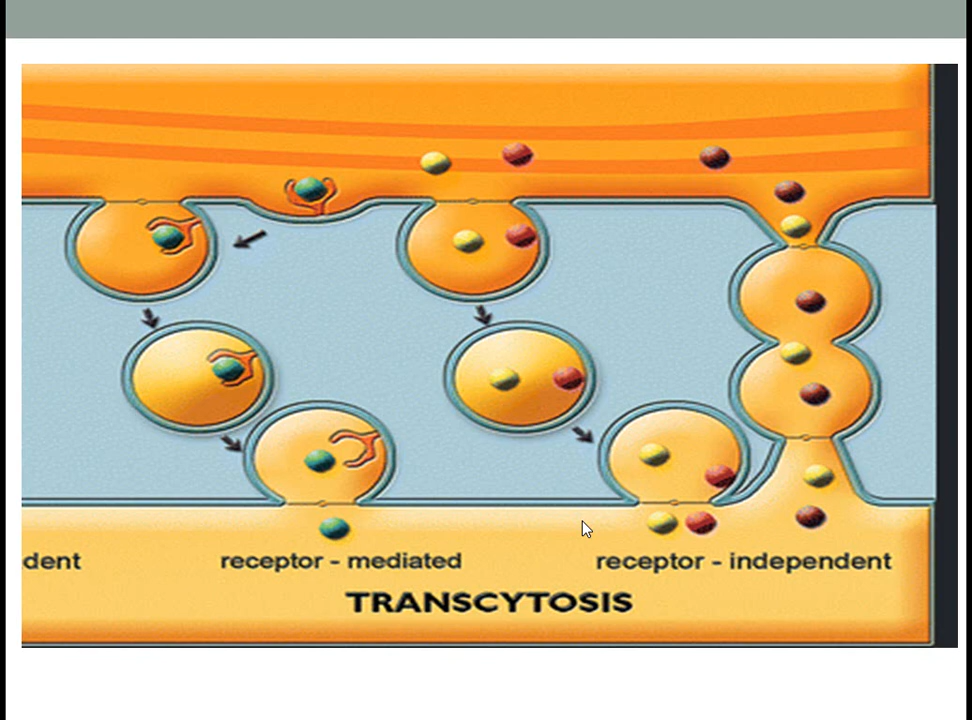 dent receptor - mediated receptor - independent
TRANSCYTOSIS